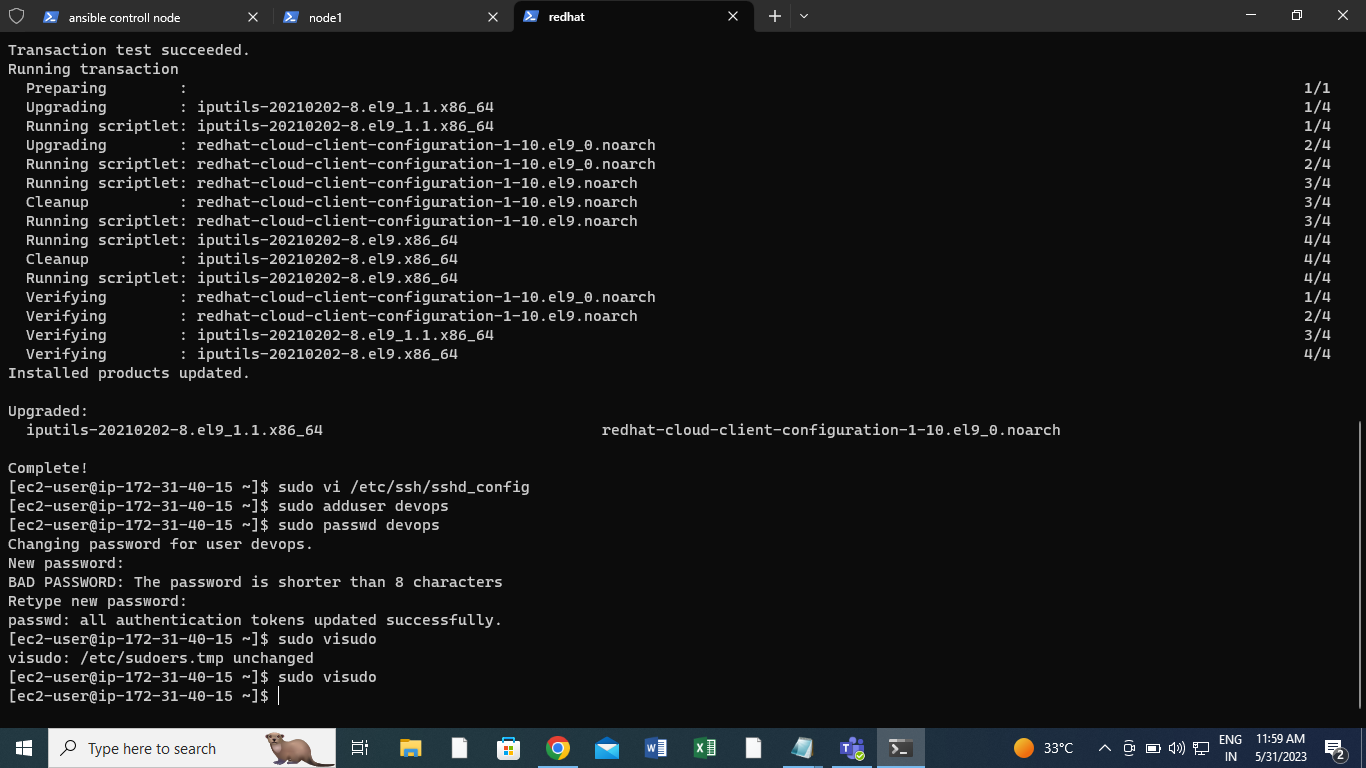 ansible controll node
node1
redhat
Transaction test succeeded.
Running transaction
Preparing : 1/1
Upgrading : iputils-20210202-8.el9_1.1.x86_64 1/4
Running scriptlet: iputils-20210202-8.el9_1.1.x86_64 1/4
Upgrading : redhat-cloud-client-configuration-1-10.el9_0.noarch 2/4
Running scriptlet: redhat-cloud-client-configuration-1-10.el9_0.noarch 2/4
Running scriptlet: redhat-cloud-client-configuration-1-10.el9.noarch 3/4
Cleanup : redhat-cloud-client-configuration-1-10.el9.noarch 3/4
Running scriptlet: redhat-cloud-client-configuration-1-10.el9.noarch 3/4
Running scriptlet: iputils-20210202-8.el9.x86_64 4/4
Cleanup : iputils-20210202-8.el9.x86_64 4/4
Running scriptlet: iputils-20210202-8.el9.x86_64 4/4
Verifying : redhat-cloud-client-configuration-1-10.el9_0.noarch 1/4
Verifying : redhat-cloud-client-configuration-1-10.el9.noarch 2/4
Verifying : iputils-20210202-8.el9_1.1.x86_64 3/4
Verifying : iputils-20210202-8.el9.x86_64 4/4
Installed products updated.
Upgraded:
iputils-20210202-8.el9_1.1.x86_64 redhat-cloud-client-configuration-1-10.el9_0.noarch
Complete!
[ec2-user@ip-172-31-40-15 ~]$ sudo vi /etc/ssh/sshd_config
[ec2-user@ip-172-31-40-15 ~]$ sudo adduser devops
[ec2-user@ip-172-31-40-15 ~]$ sudo passwd devops
Changing password for user devops.
New password:
BAD PASSWORD: The password is shorter than 8 characters
Retype new password:
passwd: all authentication tokens updated successfully.
[ec2-user@ip-172-31-40-15 ~]$ sudo visudo
visudo: /etc/sudoers.tmp unchanged
[ec2-user@ip-172-31-40-15 ~]$ sudo visudo
[ec2-user@ip-172-31-40-15 ~]$
Type here to search
33°C
ENG
IN
11:59 AM
5/31/2023
2